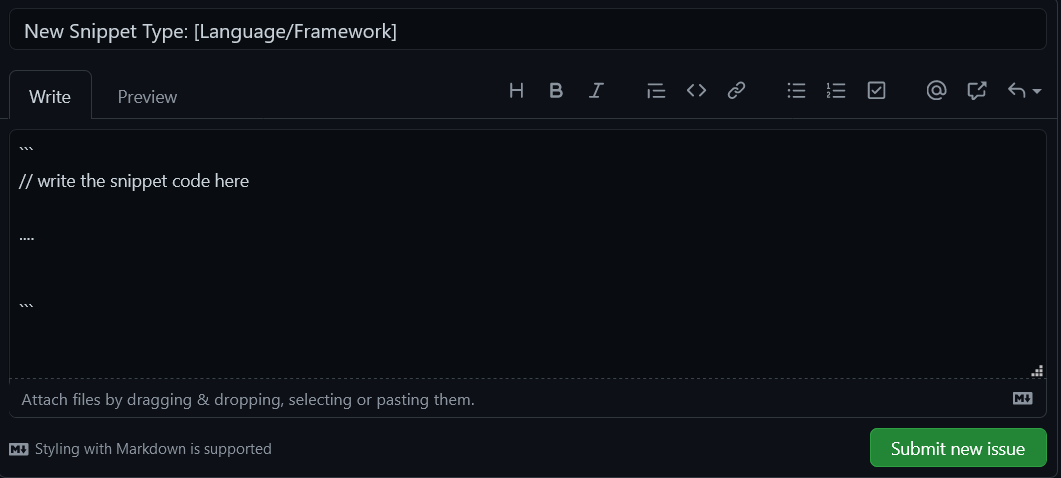 New Snippet Type: [Language/Framework]
Write Preview
```
// write the snippet code here
....
```
Attach files by dragging & dropping, selecting or pasting them.
Styling with Markdown is supported
Submit new issue